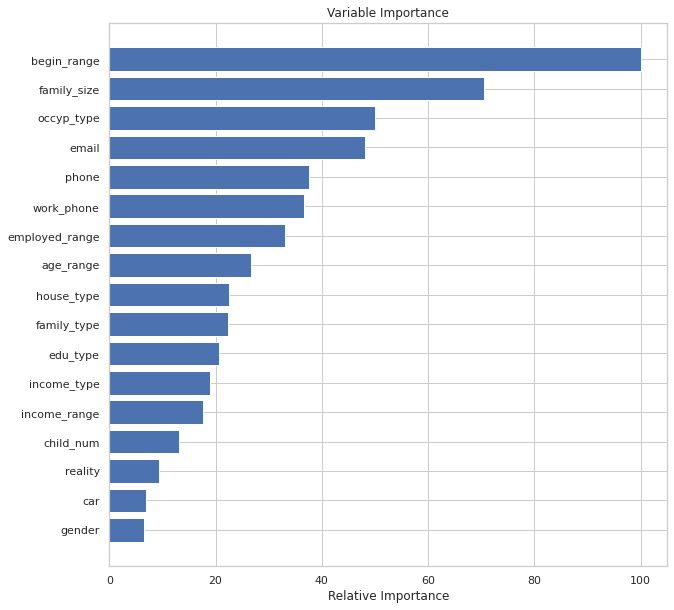 Variable Importance
begin_range
family_size
occyp_type
email
phone
work_phone
employed_range
age_range
house_type
family_type
edu_type
income_type
income_range
child_num
reality
car
gender
0 20 40 60 80 100
Relative Importance